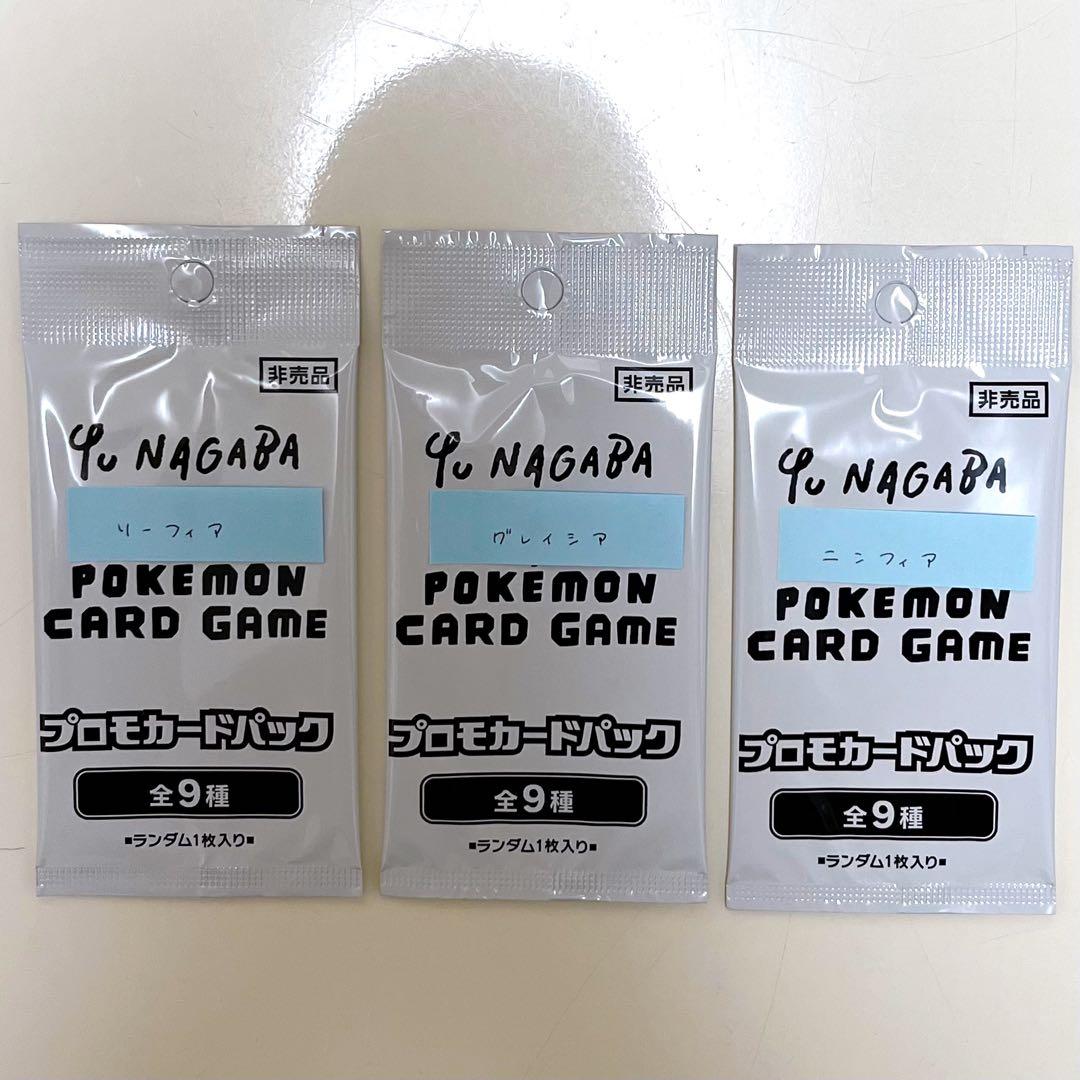 非売品
Yu NAGABA
リーフィア
POKEMON
CARD GAME
プロモカードパック
全9種
■ランダム1枚入り■
非売品
Yu NAGABA
グレイシア
POKEMON
CARD GAME
プロモカードパック
全9種
■ランダム1枚入り■
非売品
Yu NAGABA
ニンフィア
POKEMON
CARD GAME
プロモカードパック
全9種
■ランダム1枚入り■